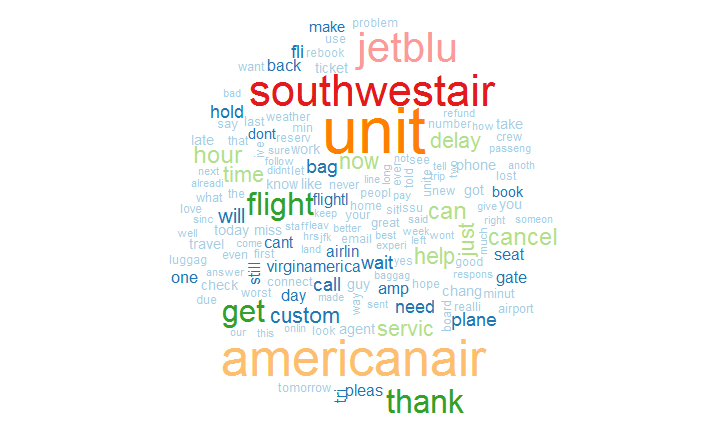 problem
make
use
jetblu
fli
rebook
want
back
ticket
southwestair
bad
hold
weather
refund
say
last
unit
number
how
take
dont
min
crew
late
that
reserv
delay
passeng
hour
sure
work
now
not
see
phone
anoth
next
time
follow
bag
long
ever
told
tell
trip
two
lost
alreadi
didnt
let
line
unite
know
like
never
peopl
pay
new
got
book
what
the
flight
flightl
home
siti
issu
can
give
you
love
will
keep
your
said
right
someon
sinc
staff
leav
great
just
well
today
miss
better
best
week
wont
much
cancel
travel
come
cant
hrs
jfk
email
experi
left
help
even
first
land
airlin
yes
good
seat
luggag
still
virginamerica
wait
respons
one
answer
baggag
gate
check
connect
call
guy
amp
hope
chang
minut
due
worst
day
made
way
sent
need
board
realli
airport
get
custom
plane
our
this
onlin
look
agent
servic
americanair
tomorrow
tri
pleas
thank